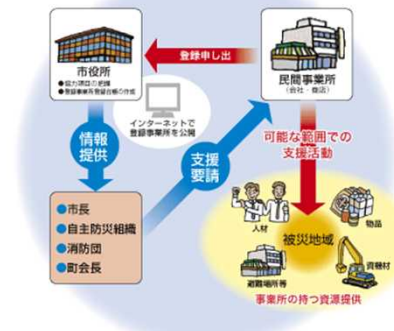 登録申し出
市役所
●協力項目の把握
●登録事業所登録台帳の作成
民間事業所
(会社・商店)
インターネットで
登録事業所を公開
情報
提供
支援
要請
可能な範囲での
支援活動
●市長
●自主防災組織
●消防団
●町会長
人材
物品
被災地域
避難場所等
資器材
事業所の持つ資源提供